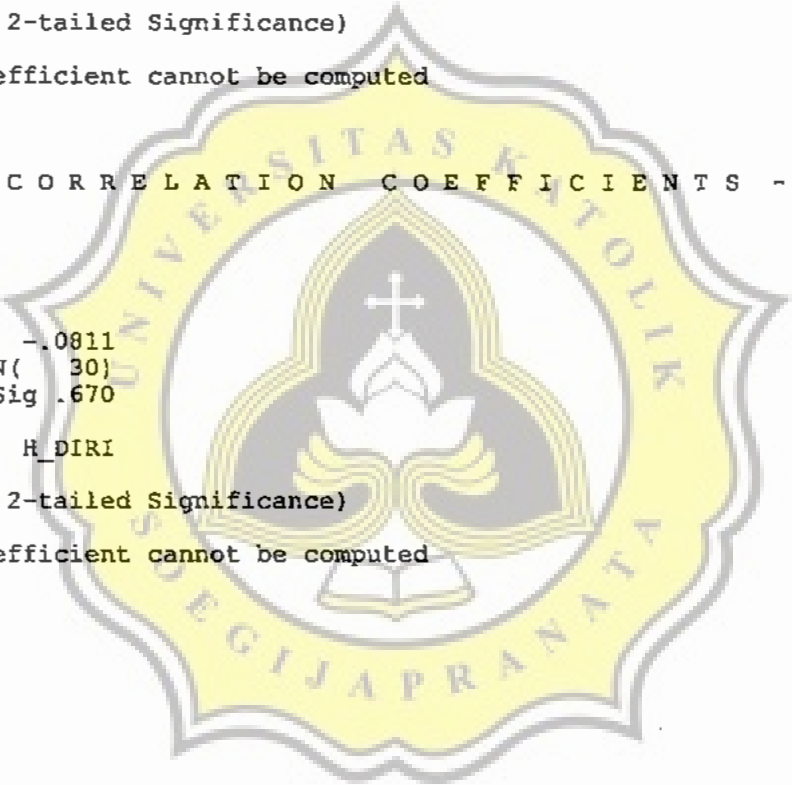 2-tailed Significance)
efficient cannot be computed
C O R R E L A T I O N C O E F F I C I E N T S -
-.0811
N( 30)
Sig .670
H_DIRI
2-tailed Significance)
efficient cannot be computed
UNIVERSITAS KATOLIK
SOEGIJAPRANATA